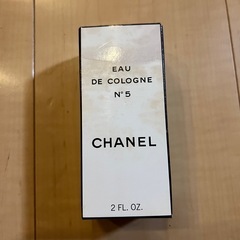 EAU
DE COLOGNE
N°5
CHANEL
2 FL. OZ.